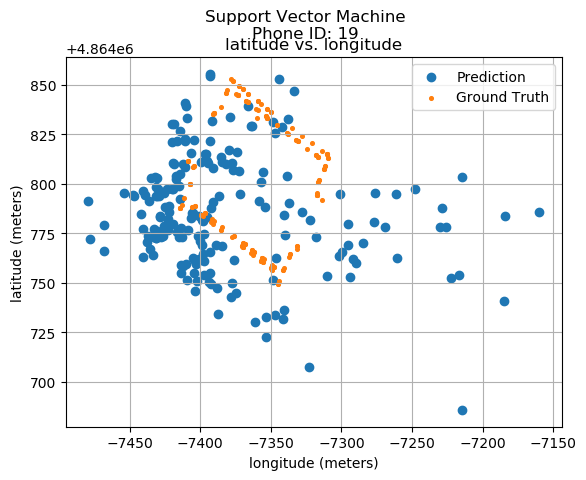 Support Vector Machine
Phone ID: 19
latitude vs. longitude
+4.864e6
Prediction
Ground Truth
850
825
800
775
750
725
700
latitude (meters)
−7450 −7400 −7350 −7300 −7250 −7200 −7150
longitude (meters)